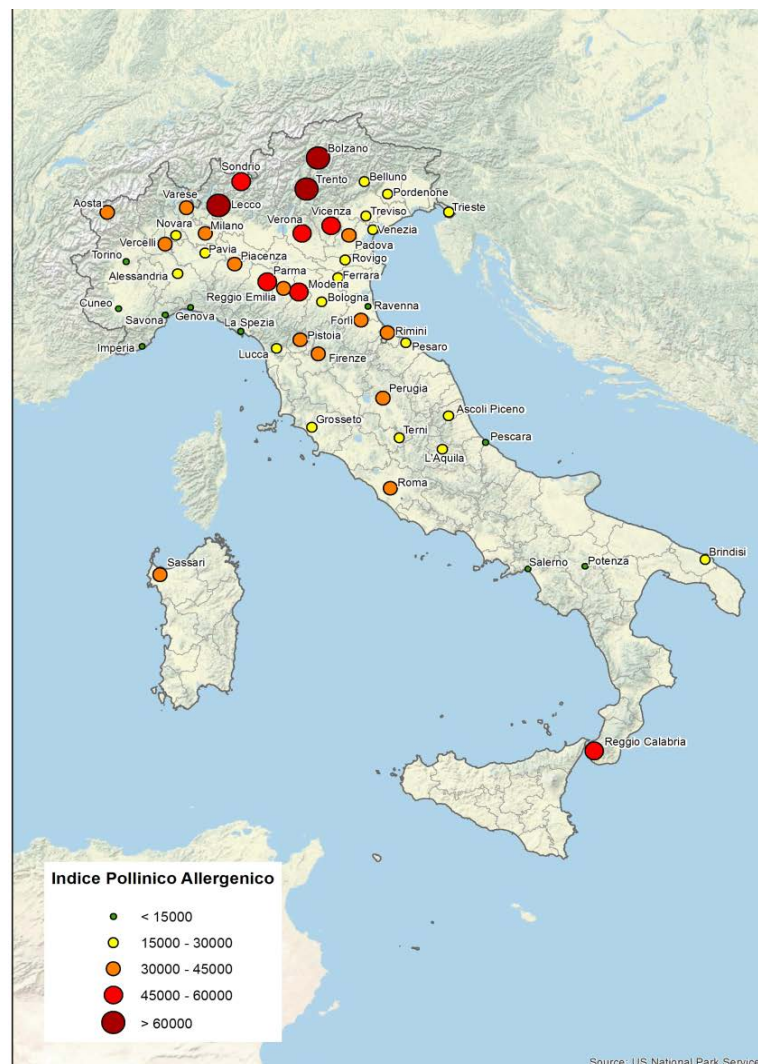 Bolzano
Sondrio
Trento
Belluno
Aosta
Varese
Lecco
Pordenone
Vicenza
Treviso
Trieste
Novara
Milano
Verona
Venezia
Vercelli
Padova
Torino
Pavia
Piacenza
Rovigo
Alessandria
Parma
Ferrara
Modena
Reggio Emilia
Bologna
Cuneo
Ravenna
Savona
Genova
Forlì
La Spezia
Rimini
Imperia
Pistoia
Pesaro
Lucca
Firenze
Perugia
Ascoli Piceno
Grosseto
Terni
Pescara
L'Aquila
Roma
Brindisi
Sassari
Salerno
Potenza
Reggio Calabria
Indice Pollinico Allergenico
< 15000
15000 - 30000
30000 - 45000
45000 - 60000
> 60000
Source: US National Park Service